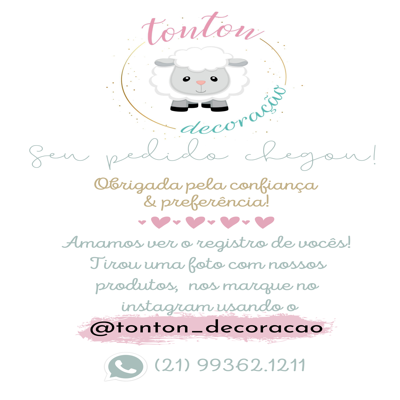 tonton
decoração
Seu pedido chegou!
Obrigada pela confiança
& preferência!
Amamos ver o registro de vocês!
Tirou uma foto com nossos
produtos, nos marque no
instagram usando o
@tonton_decoracao
(21) 99362.1211